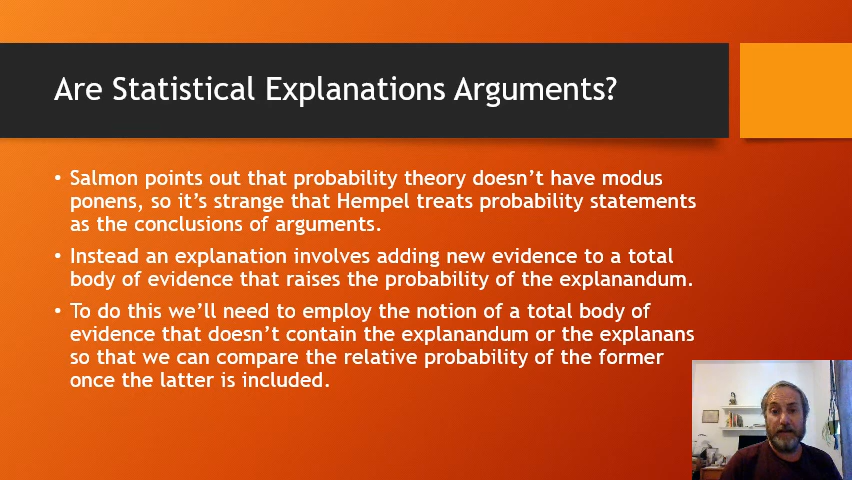 Are Statistical Explanations Arguments?
• Salmon points out that probability theory doesn’t have modus
ponens, so it’s strange that Hempel treats probability statements
as the conclusions of arguments.
• Instead an explanation involves adding new evidence to a total
body of evidence that raises the probability of the explanandum.
• To do this we’ll need to employ the notion of a total body of
evidence that doesn’t contain the explanandum or the explanans
so that we can compare the relative probability of the former
once the latter is included.